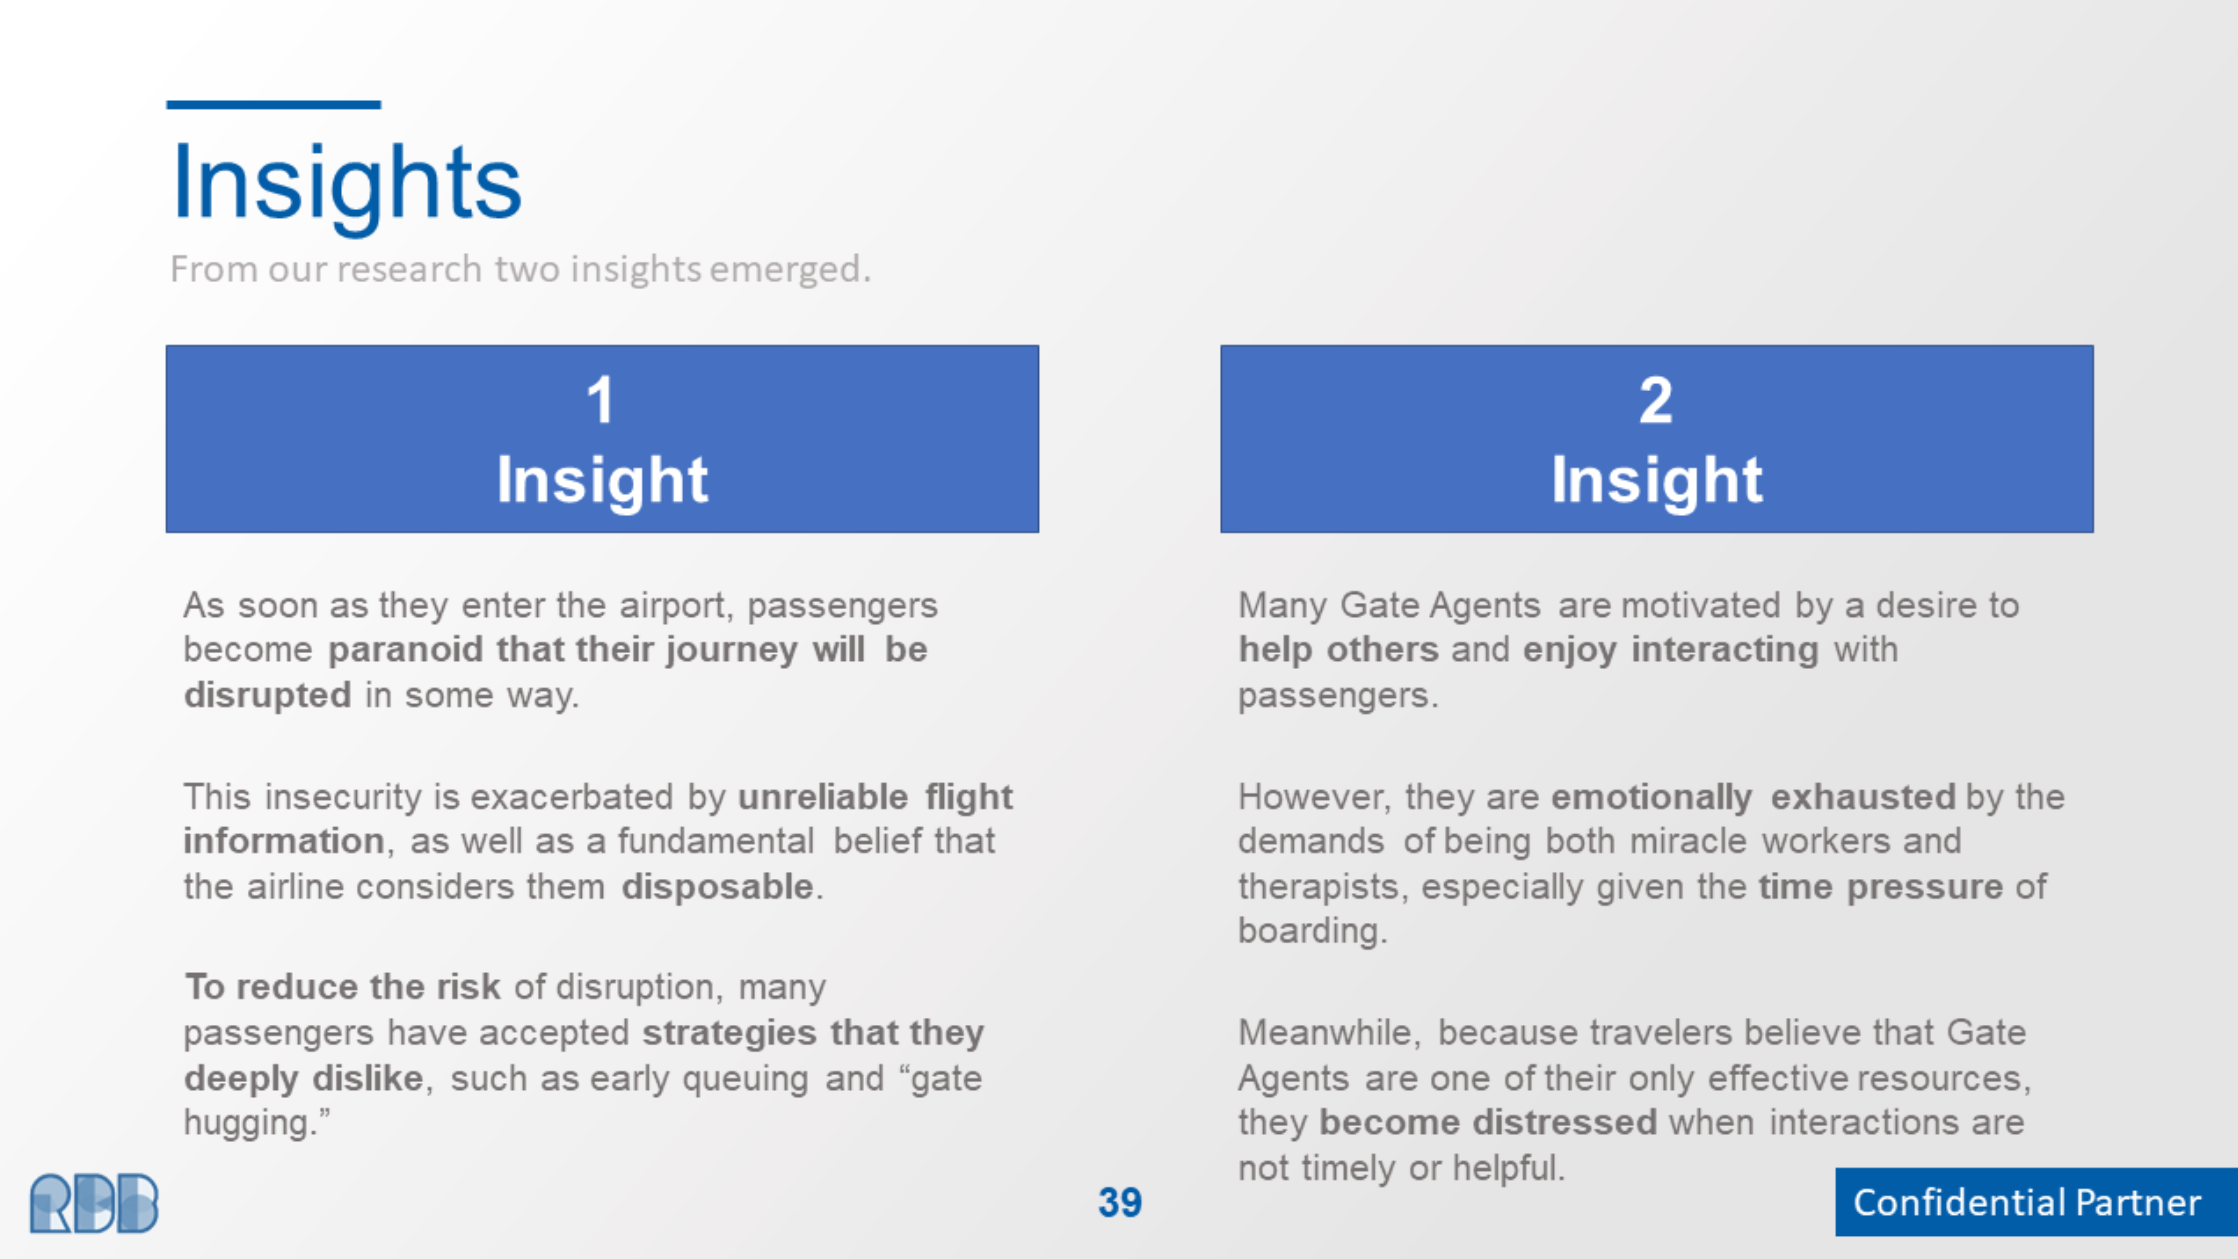 Insights
From our research two insights emerged.
1
Insight
As soon as they enter the airport, passengers
become paranoid that their journey will be
disrupted in some way.
This insecurity is exacerbated by unreliable flight
information, as well as a fundamental belief that
the airline considers them disposable.
To reduce the risk of disruption, many
passengers have accepted strategies that they
deeply dislike, such as early queuing and “gate
hugging.”
2
Insight
Many Gate Agents are motivated by a desire to
help others and enjoy interacting with
passengers.
However, they are emotionally exhausted by the
demands of being both miracle workers and
therapists, especially given the time pressure of
boarding.
Meanwhile, because travelers believe that Gate
Agents are one of their only effective resources,
they become distressed when interactions are
not timely or helpful.
RBB
39
Confidential Partner